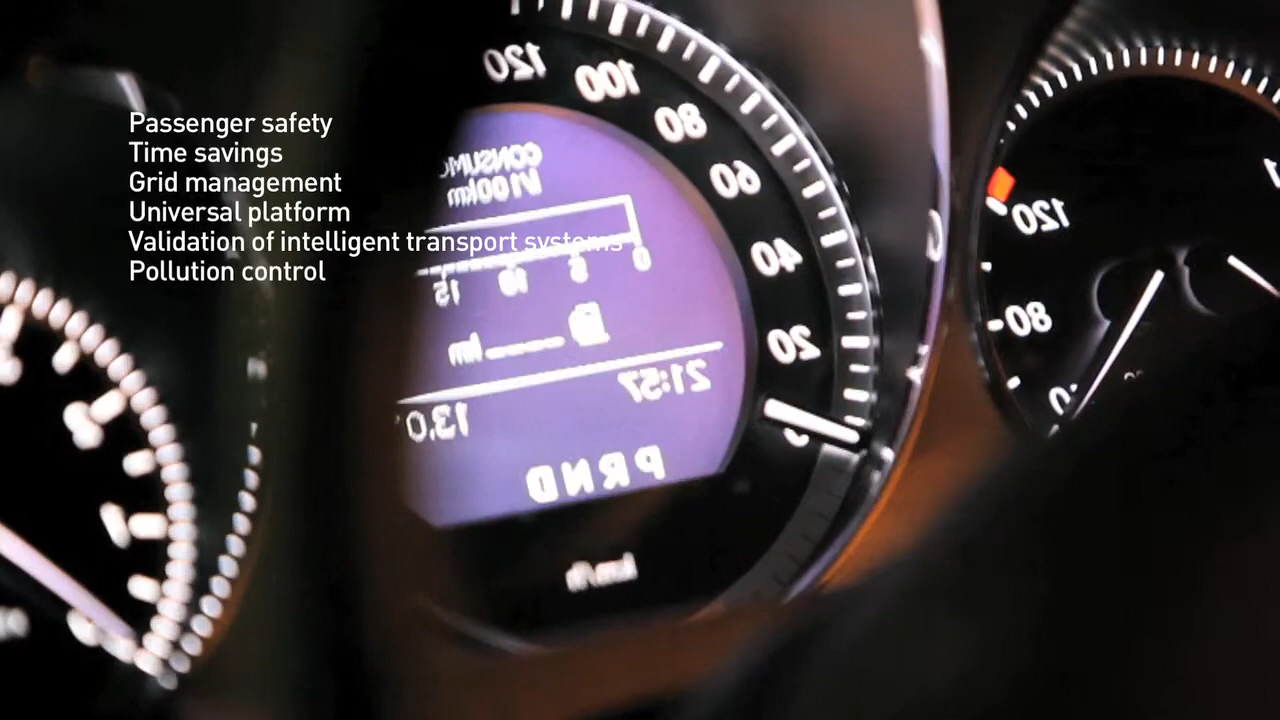 Passenger safety
Time savings
Grid management
Universal platform
Validation of intelligent transport systems
Pollution control
120
100
80
60
40
20
CONSUMO
l/100km
0
5
10
15
km
21:57
13,0
P R N D
km/h
120
80